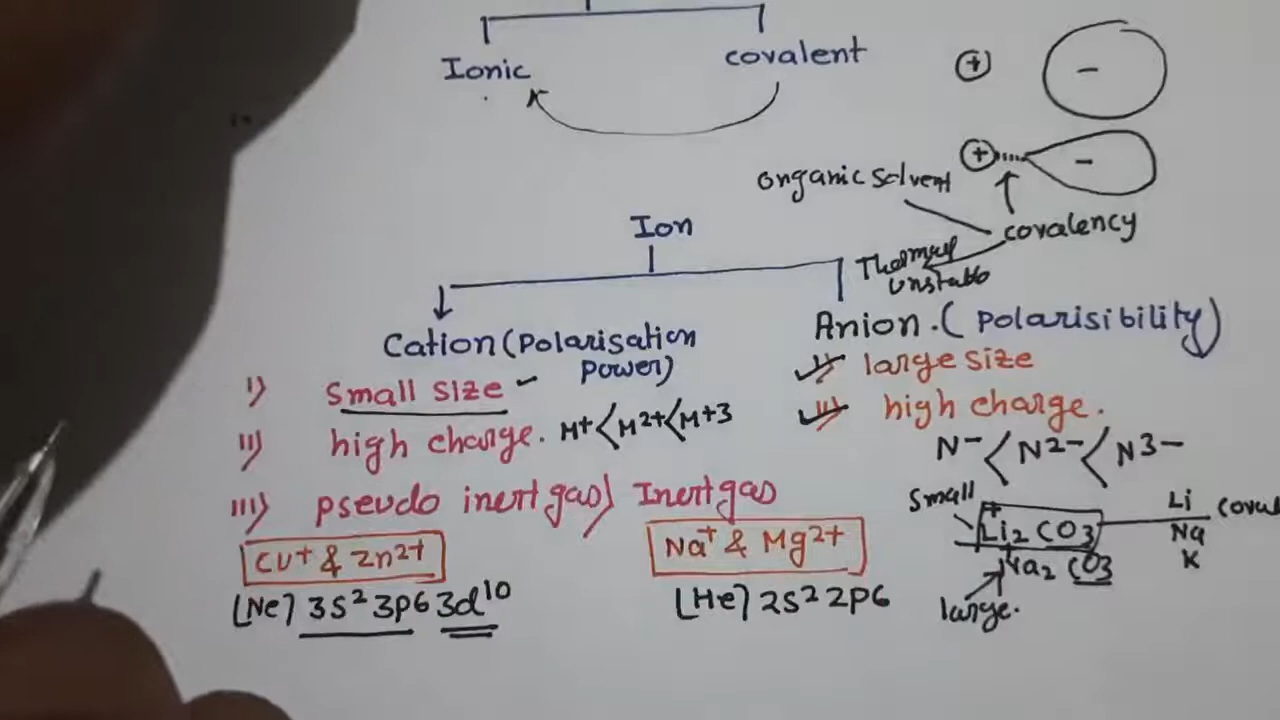 Ionic
covalent
+
-
+
-
organic solvent
covalency
Thermal
unstable
Ion
Cation (Polarisation
Power)
Anion. ( polarisibility)
i) small size
ii) high charge. M+ < M2+ < M+3
iii) pseudo inert gas > Inert gas
Cu+ & Zn2+
Na+ & Mg2+
[Ne] 3s2 3p6 3d10
[He] 2s2 2p6
i) large size
ii) high charge.
N- < N2- < N3-
small
+
Li2 CO3
Na2 CO3
large.
Li
Na
K